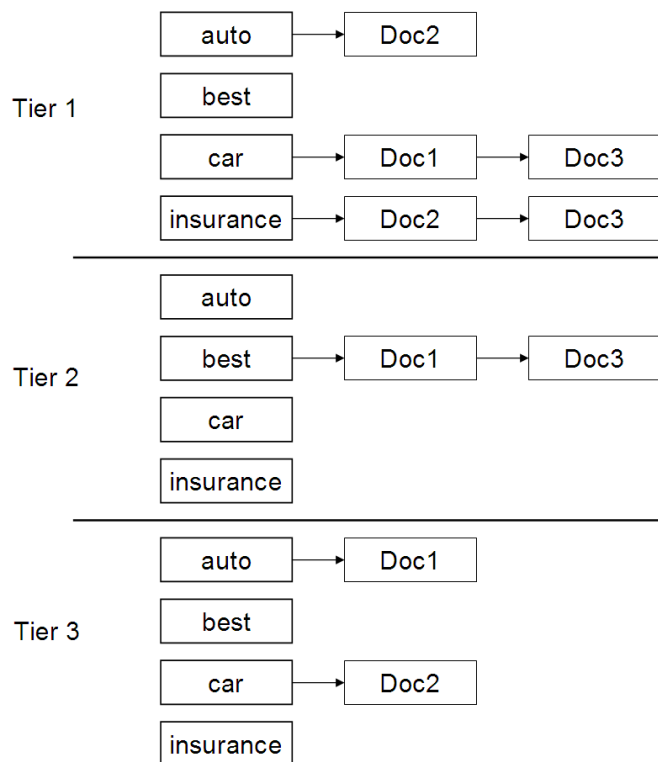 auto Doc2
best
Tier 1
car Doc1 Doc3
insurance Doc2 Doc3
auto
best Doc1 Doc3
Tier 2
car
insurance
auto Doc1
best
Tier 3
car Doc2
insurance